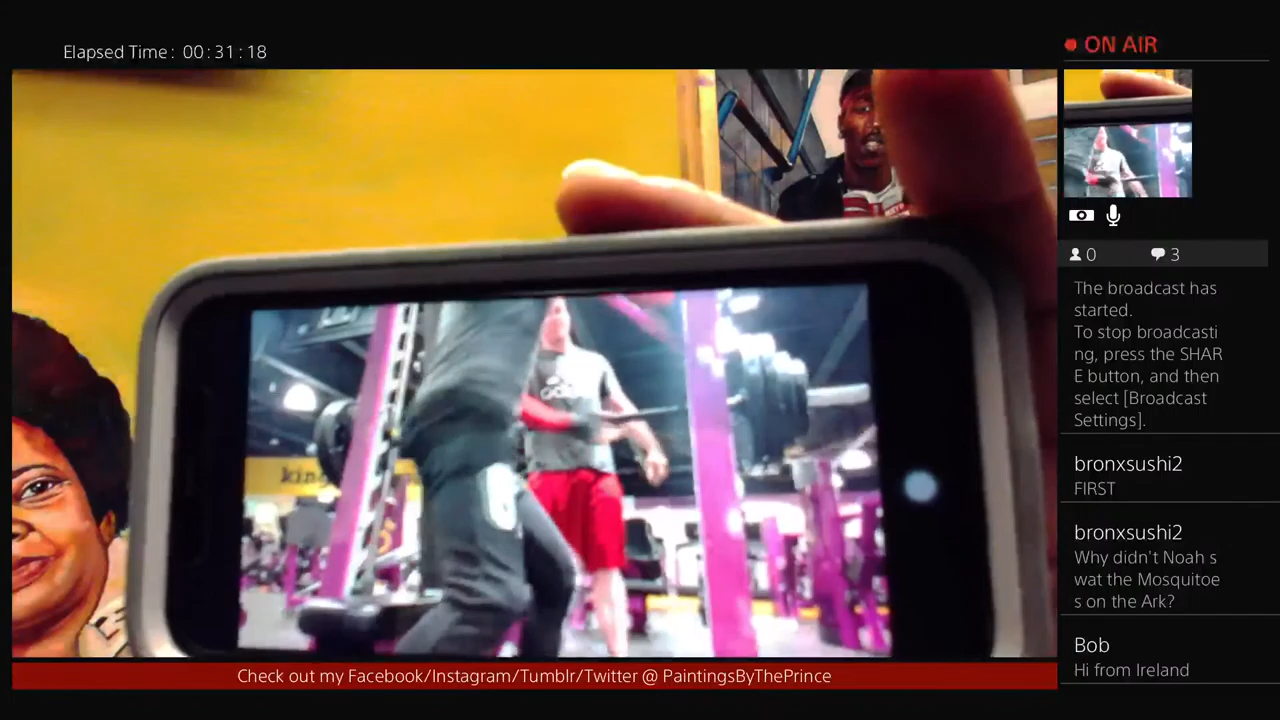 Elapsed Time: 00:31:18
ON AIR
0 3
The broadcast has
started.
To stop broadcasti
ng, press the SHAR
E button, and then
select [Broadcast
Settings].
bronxsushi2
FIRST
bronxsushi2
Why didn't Noah s
wat the Mosquitoe
s on the Ark?
Bob
Hi from Ireland
king
Check out my Facebook/Instagram/Tumblr/Twitter @ PaintingsByThePrince